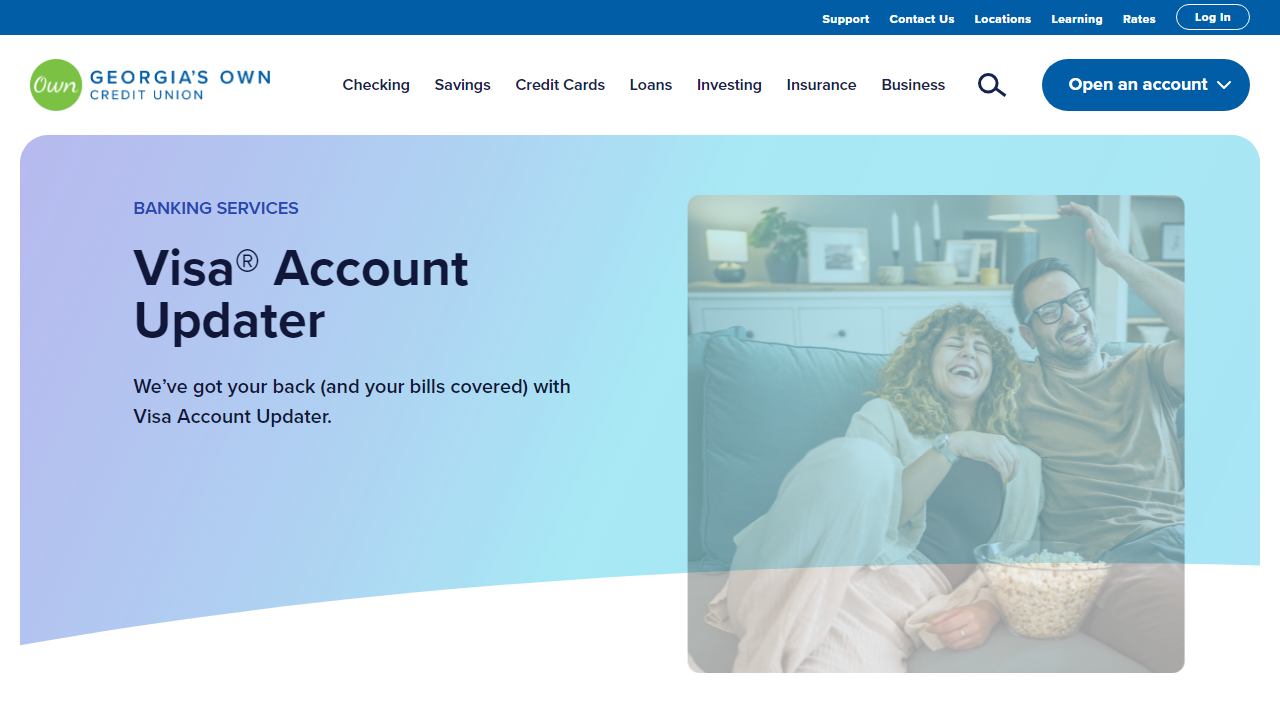 Support Contact Us Locations Learning Rates Log In
Own GEORGIA'S OWN
CREDIT UNION
Checking Savings Credit Cards Loans Investing Insurance Business Open an account
BANKING SERVICES
Visa® Account
Updater
We’ve got your back (and your bills covered) with
Visa Account Updater.